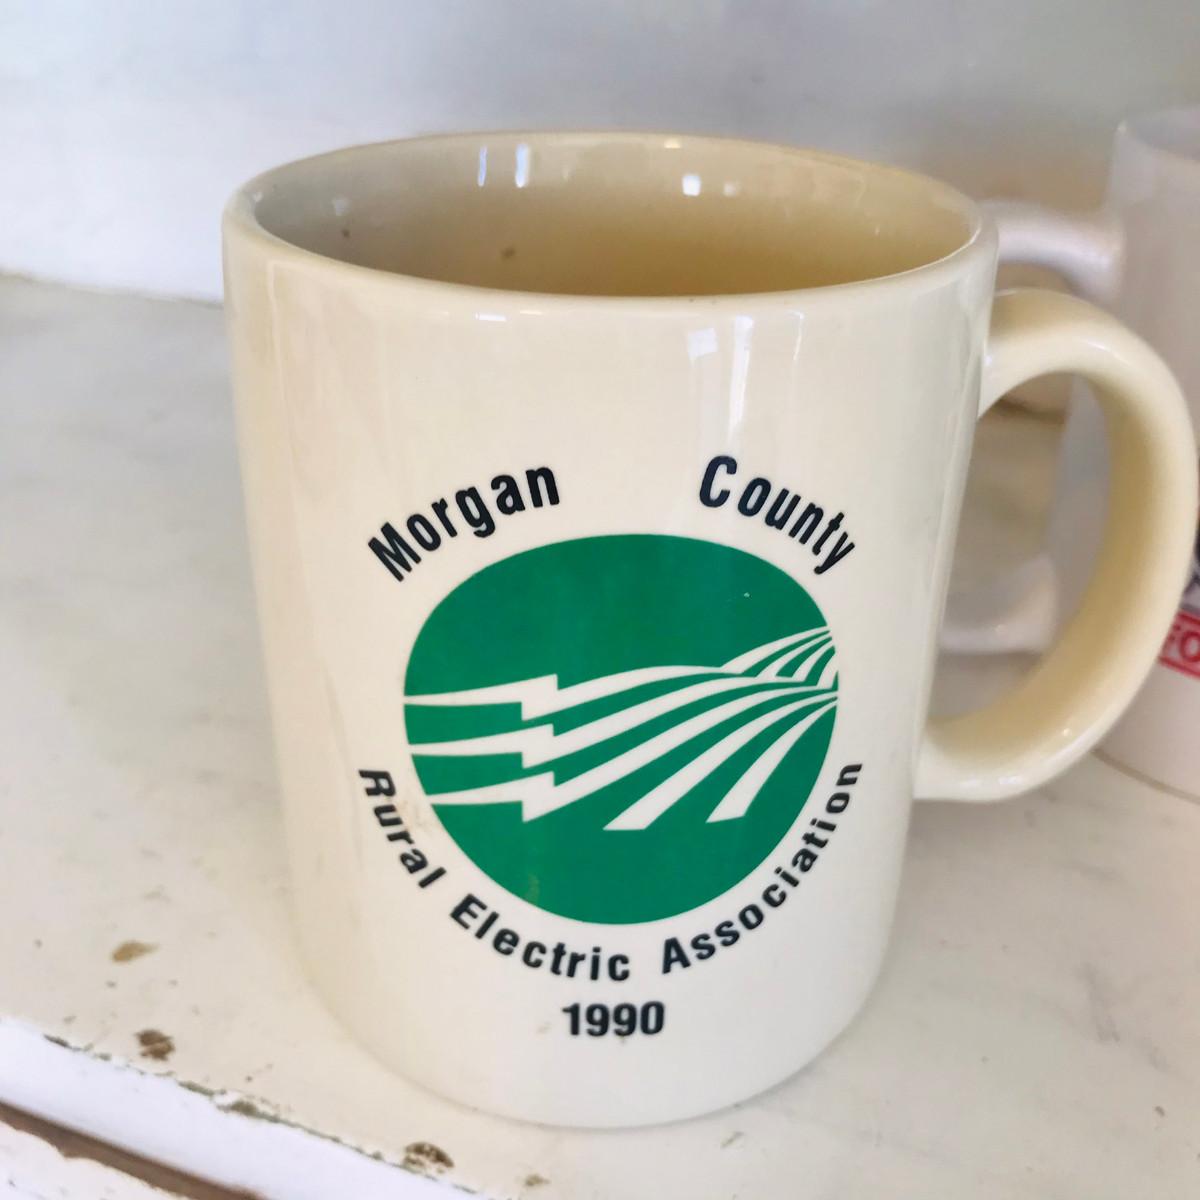 Morgan County
Rural Electric Association
1990